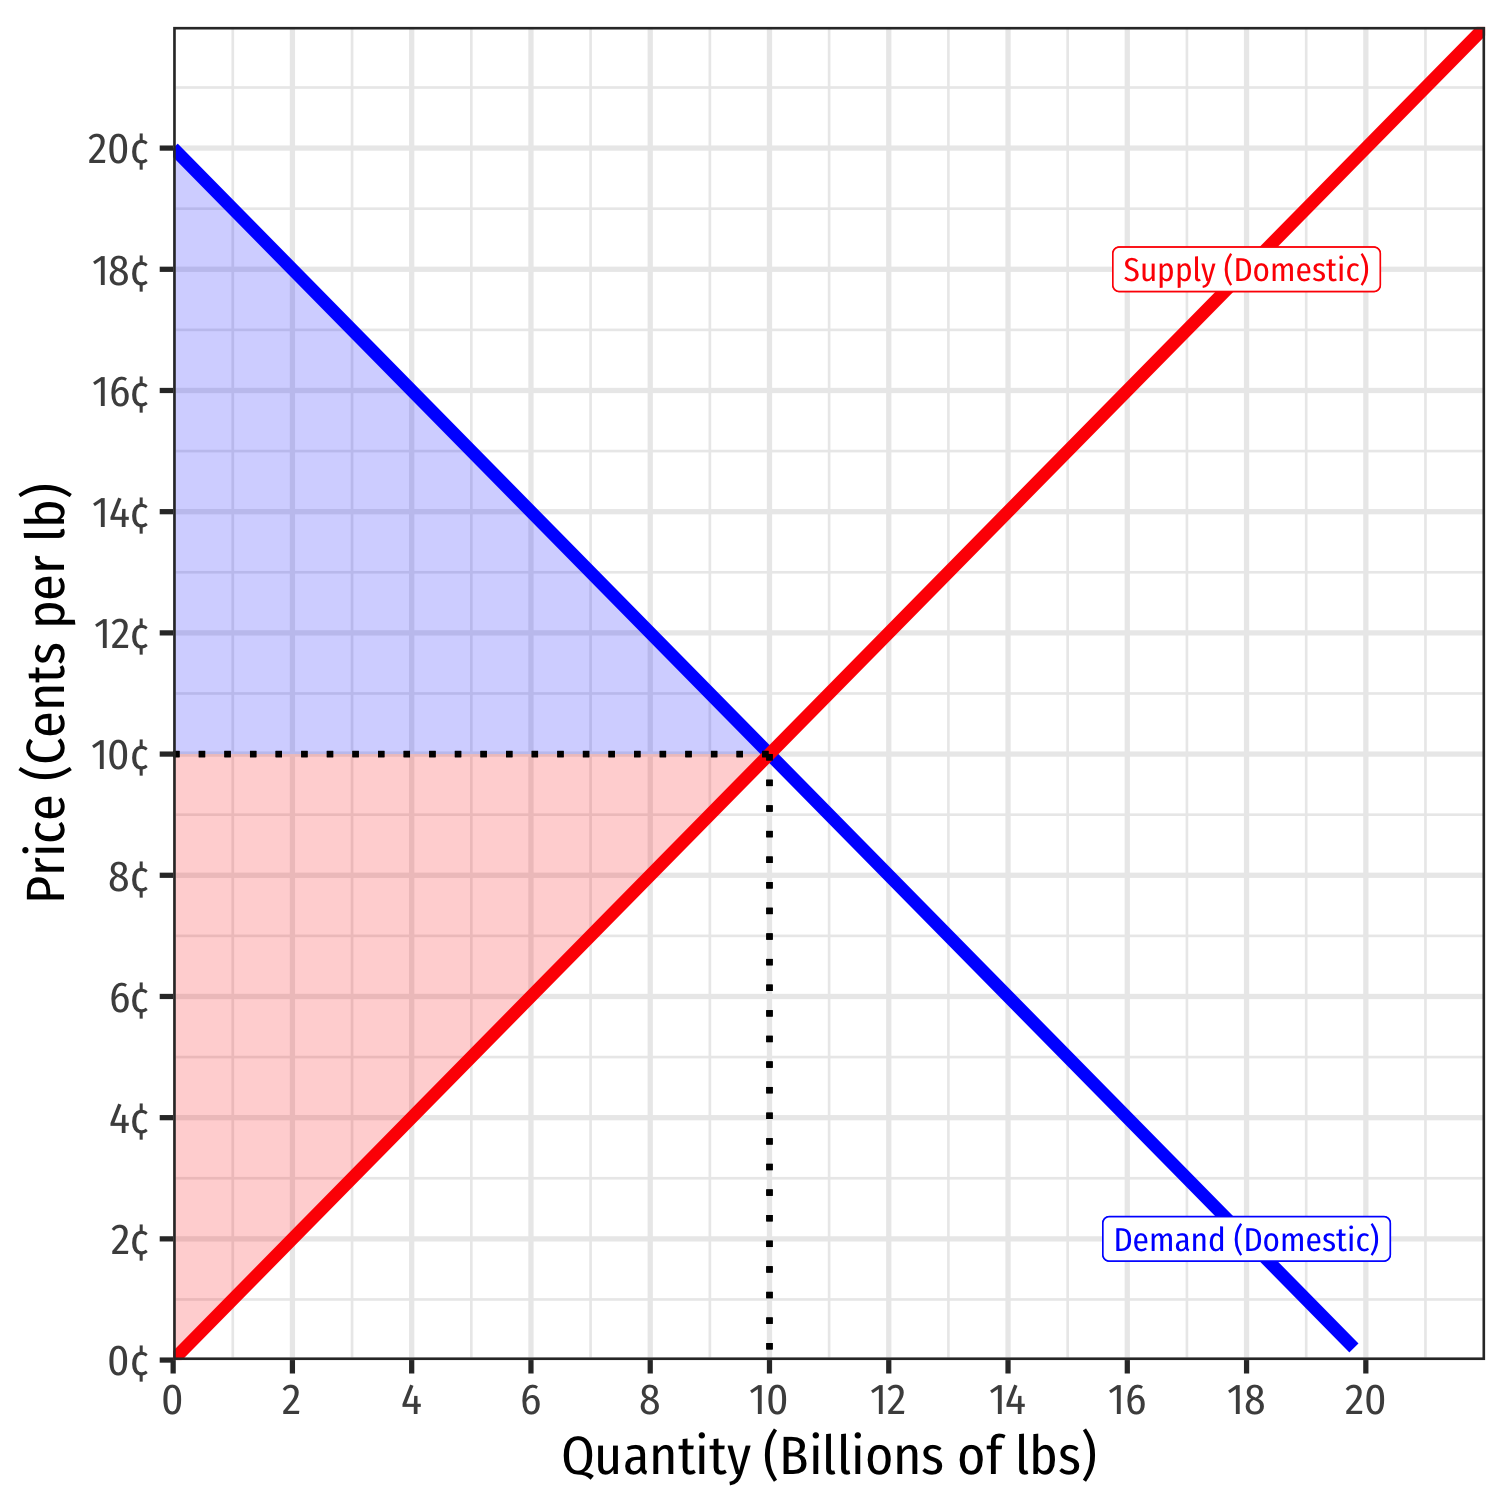 20¢
18¢
16¢
14¢
12¢
10¢
8¢
6¢
4¢
2¢
0¢
Price (Cents per lb)
Supply (Domestic)
Demand (Domestic)
0 2 4 6 8 10 12 14 16 18 20
Quantity (Billions of lbs)